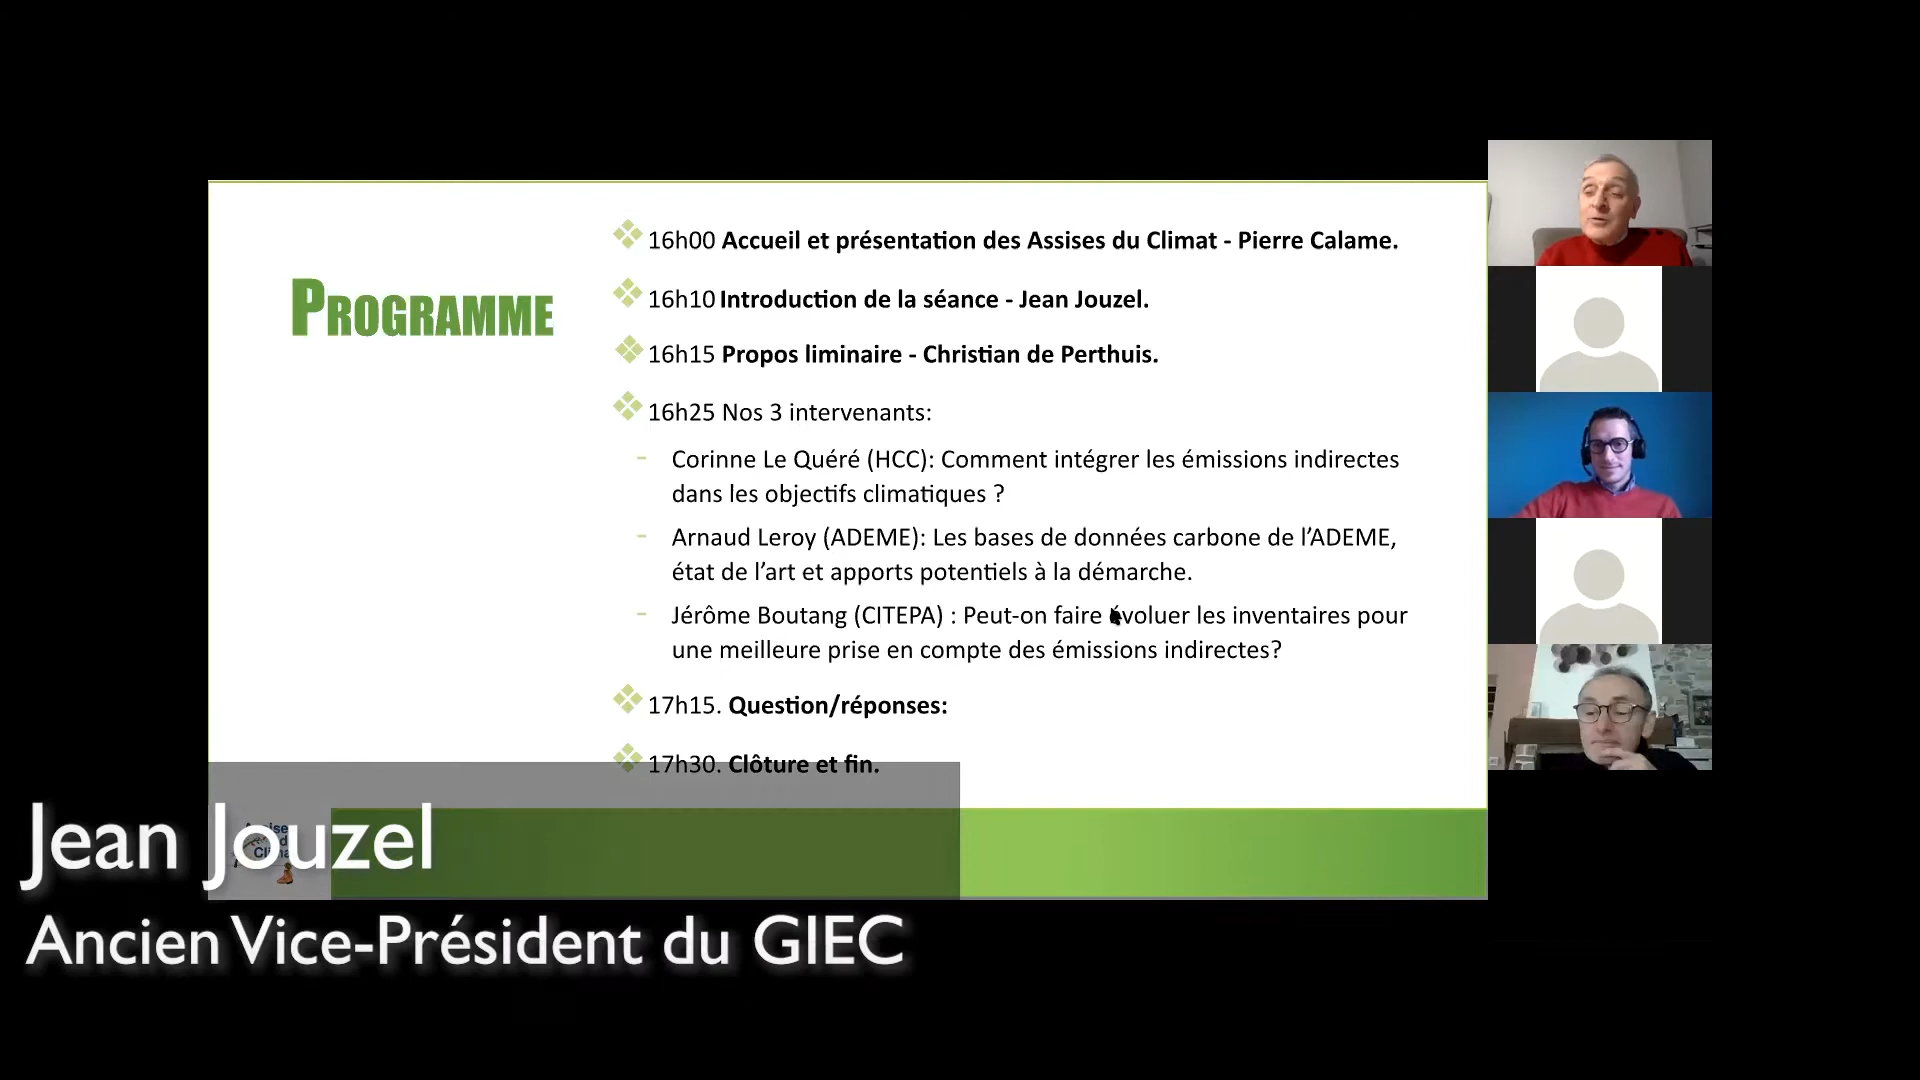 PROGRAMME
16h00 Accueil et présentation des Assises du Climat - Pierre Calame.
16h10 Introduction de la séance - Jean Jouzel.
16h15 Propos liminaire - Christian de Perthuis.
16h25 Nos 3 intervenants:
- Corinne Le Quéré (HCC): Comment intégrer les émissions indirectes
dans les objectifs climatiques ?
- Arnaud Leroy (ADEME): Les bases de données carbone de l’ADEME,
état de l’art et apports potentiels à la démarche.
- Jérôme Boutang (CITEPA) : Peut-on faire évoluer les inventaires pour
une meilleure prise en compte des émissions indirectes?
17h15. Question/réponses:
17h30. Clôture et fin.
Jean Jouzel
Ancien Vice-Président du GIEC